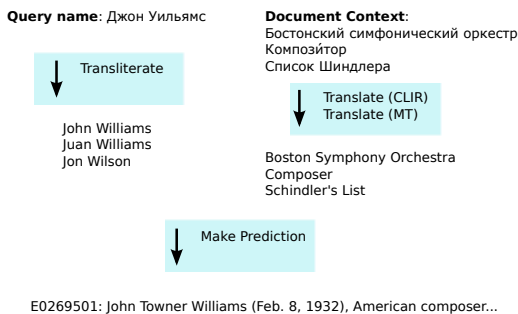 Query name: Джон Уильямс
Transliterate
John Williams
Juan Williams
Jon Wilson
Document Context:
Бостонский симфонический оркестр
Компози́тор
Список Шиндлера
Translate (CLIR)
Translate (MT)
Boston Symphony Orchestra
Composer
Schindler's List
Make Prediction
E0269501: John Towner Williams (Feb. 8, 1932), American composer...